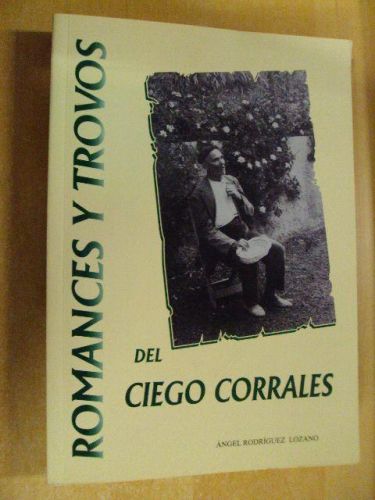 ROMANCES Y TROVOS
DEL
CIEGO CORRALES
ÁNGEL RODRÍGUEZ LOZANO